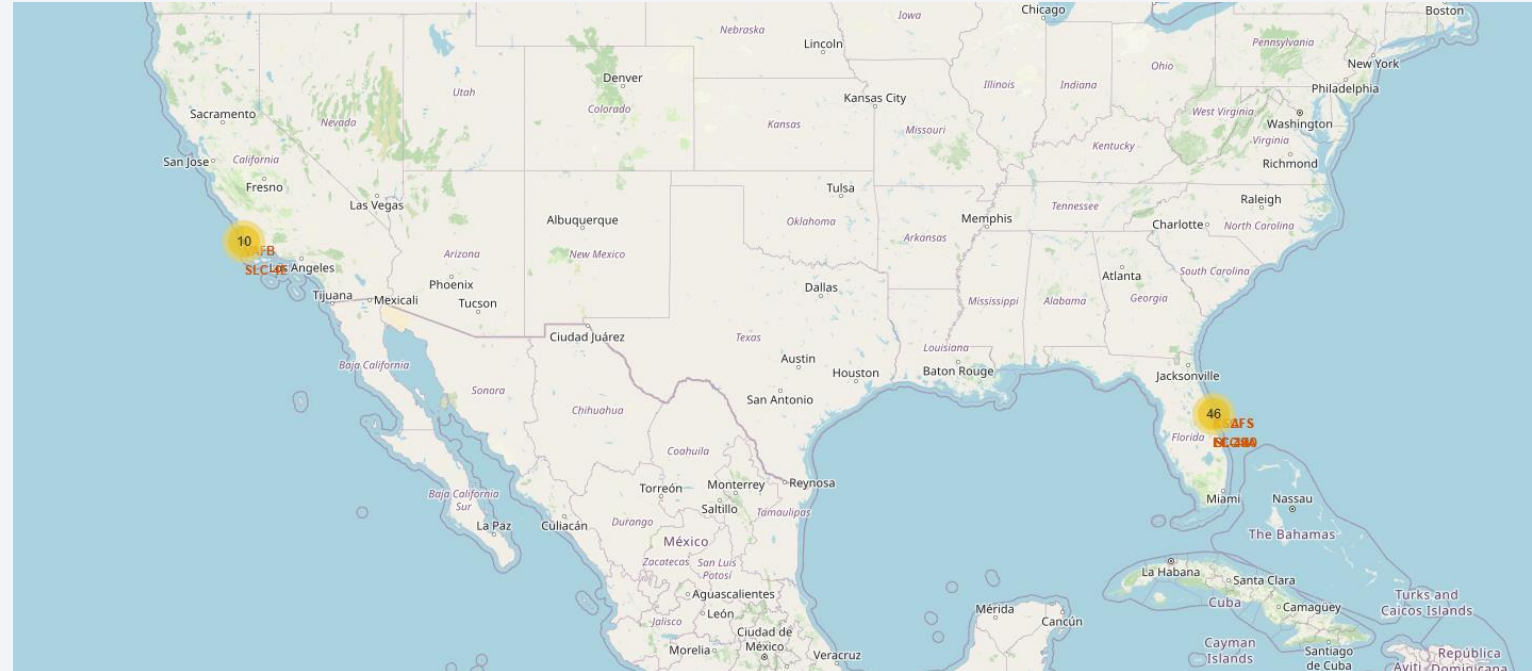 Chicago
Iowa
Boston
Nebraska
Pennsylvania
Lincoln
New York
Ohio
Denver
Utah
Illinois
Indiana
Philadelphia
Colorado
Kansas City
Sacramento
Nevada
Kansas
Missouri
West Virginia
Washington
Virginia
Kentucky
San Jose
California
Richmond
Fresno
Tulsa
Las Vegas
Raleigh
Tennessee
Albuquerque
Oklahoma
Memphis
Charlotte
North Carolina
10
Arkansas
Arizona
New Mexico
SLC-4E
Angeles
Atlanta
South Carolina
Phoenix
Dallas
Tijuana
Mexicali
Tucson
Mississippi
Alabama
Georgia
Ciudad Juárez
Texas
Louisiana
Baja California
Austin
Houston
Baton Rouge
Jacksonville
Sonora
San Antonio
Chihuahua
46
Florida
Coahuila
Torreón
Monterrey
Reynosa
Baja California
Sur
Miami
Nassau
Saltillo
Tamaulipas
La Paz
Culiacán
Durango
México
The Bahamas
Zacatecas
San Luis
Potosí
La Habana
Santa Clara
Aguascalientes
Turks and
Caicos Islands
Cuba
Camaguey
León
Mérida
Jalisco
Cancún
Ciudad de
México
Morelia
Veracruz
Cayman
Islands
Santiago
de Cuba
República
Dominicana